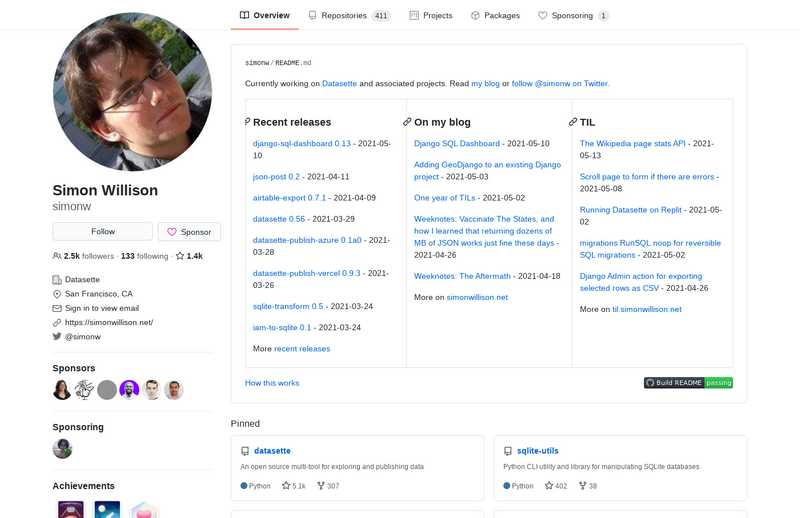 Overview
Repositories 411
Projects
Packages
Sponsoring 1
Simon Willison
simonw
Follow
Sponsor
2.5k followers · 133 following · 1.4k
Datasette
San Francisco, CA
Sign in to view email
https://simonwillison.net/
@simonw
Sponsors
Sponsoring
Achievements
simonw/README.md
Currently working on Datasette and associated projects. Read my blog or follow @simonw on Twitter.
Recent releases
django-sql-dashboard 0.13 - 2021-05-
10
json-post 0.2 - 2021-04-11
airtable-export 0.7.1 - 2021-04-09
datasette 0.56 - 2021-03-29
datasette-publish-azure 0.1a0 - 2021-
03-28
datasette-publish-vercel 0.9.3 - 2021-
03-26
sqlite-transform 0.5 - 2021-03-24
iam-to-sqlite 0.1 - 2021-03-24
More recent releases
On my blog
Django SQL Dashboard - 2021-05-10
Adding GeoDjango to an existing Django
project - 2021-05-03
One year of TILs - 2021-05-02
Weeknotes: Vaccinate The States, and
how I learned that returning dozens of
MB of JSON works just fine these days -
2021-04-26
Weeknotes: The Aftermath - 2021-04-18
More on simonwillison.net
TIL
The Wikipedia page stats API - 2021-
05-13
Scroll page to form if there are errors -
2021-05-08
Running Datasette on Replit - 2021-05-
02
migrations RunSQL noop for reversible
SQL migrations - 2021-05-02
Django Admin action for exporting
selected rows as CSV - 2021-04-26
More on til.simonwillison.net
How this works
Build README passing
Pinned
datasette
An open source multi-tool for exploring and publishing data
Python 5.1k 307
sqlite-utils
Python CLI utility and library for manipulating SQLite databases
Python 402 38